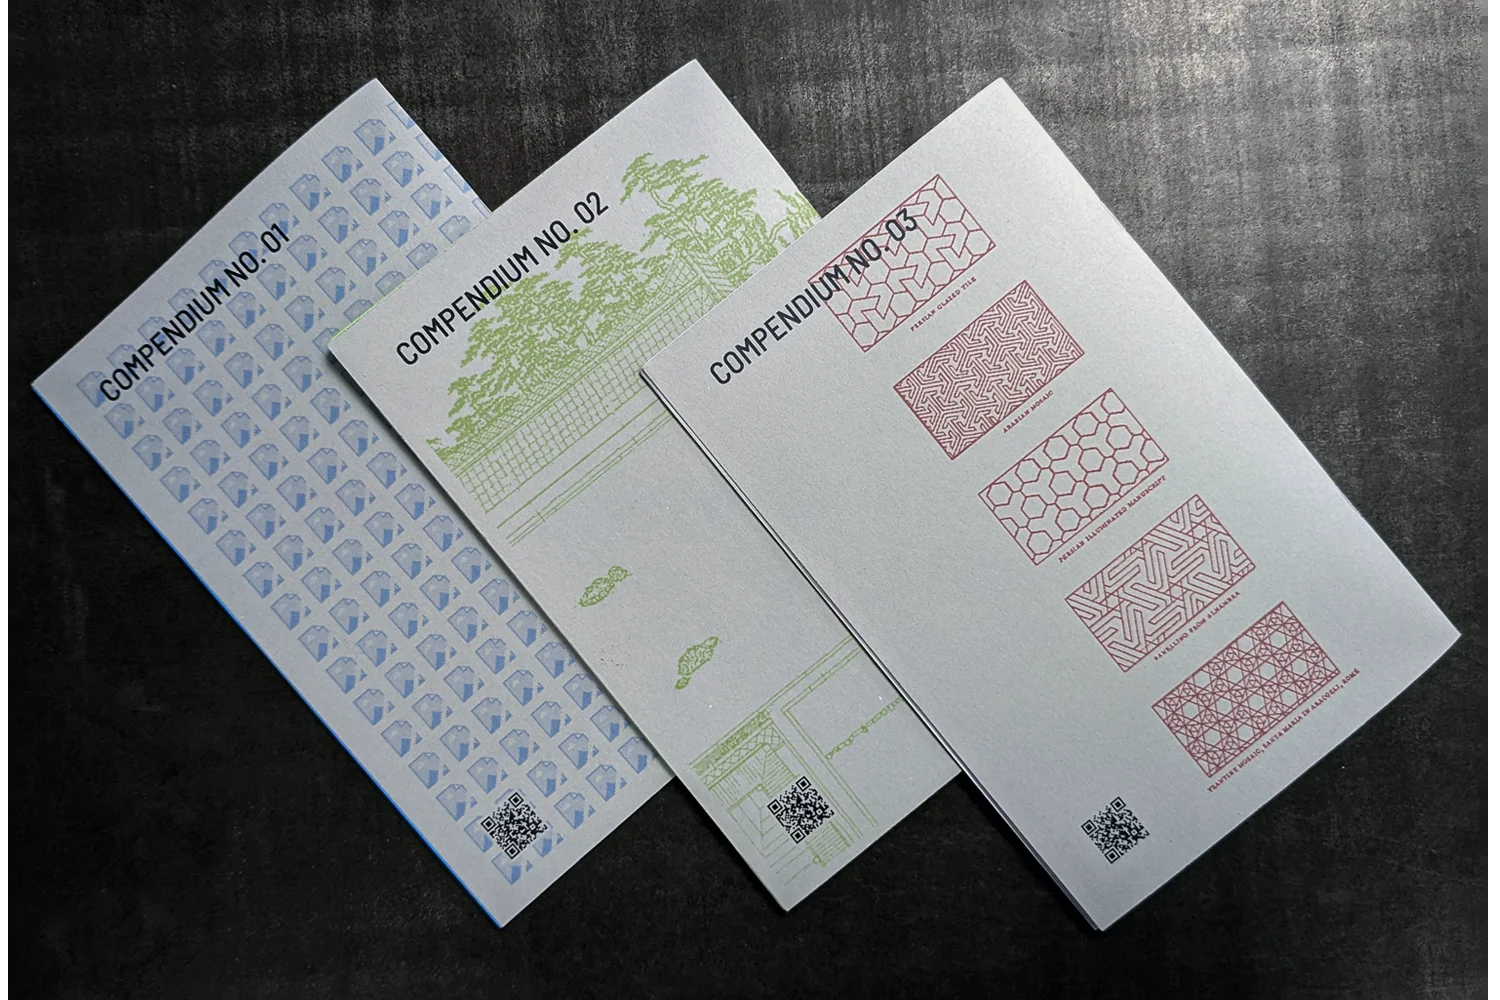 COMPENDIUM NO. 01
COMPENDIUM NO. 02
COMPENDIUM NO. 03
PERSIAN GLAZED TILE
ARABIAN MOSAIC
PERSIAN ILLUMINATED MANUSCRIPT
PANELLING FROM ALHAMBRA
MOSAIC, SANTA MARIA IN ARACOELI, ROME